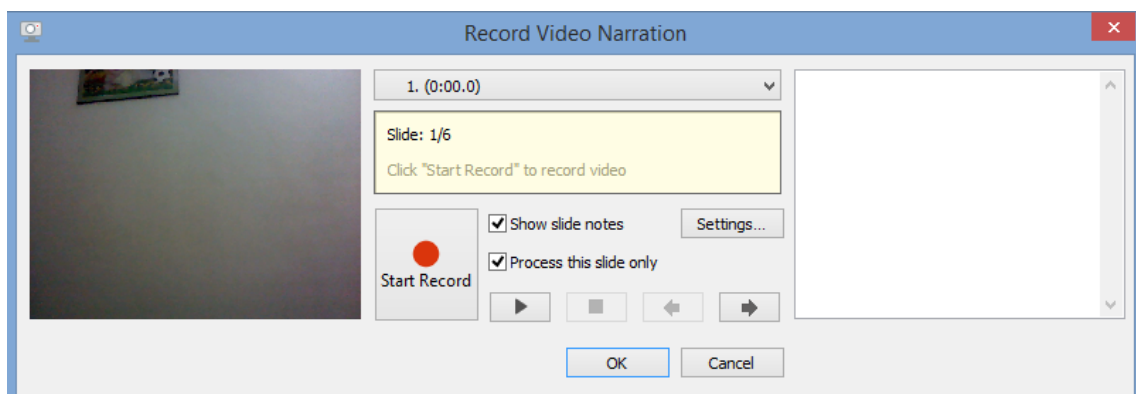 Record Video Narration
1. (0:00.0)
Slide: 1/6
Click "Start Record" to record video
Show slide notes
Settings...
Process this slide only
Start Record
OK
Cancel